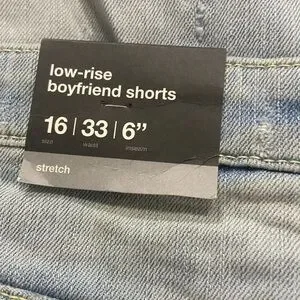 low-rise
boyfriend shorts
16 | 33 | 6”
size waist inseam
stretch